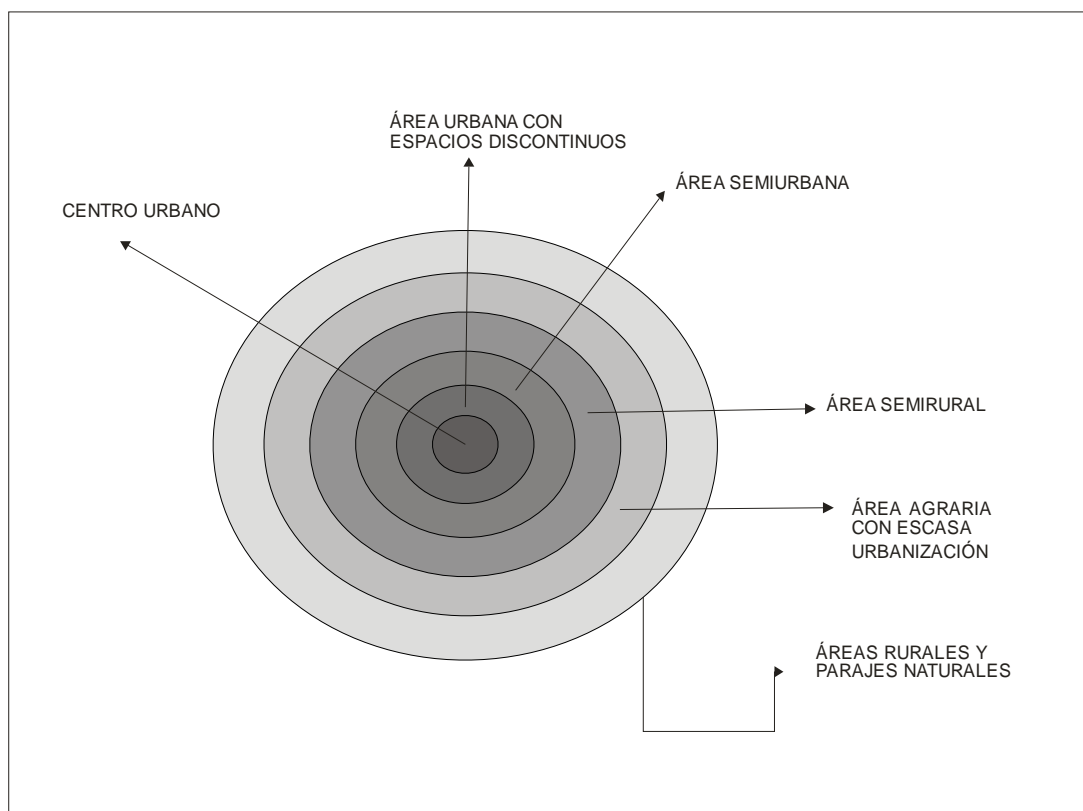 ÁREA URBANA CON
ESPACIOS DISCONTINUOS
ÁREA SEMIURBANA
CENTRO URBANO
ÁREA SEMIRURAL
ÁREA AGRARIA
CON ESCASA
URBANIZACIÓN
ÁREAS RURALES Y
PARAJES NATURALES